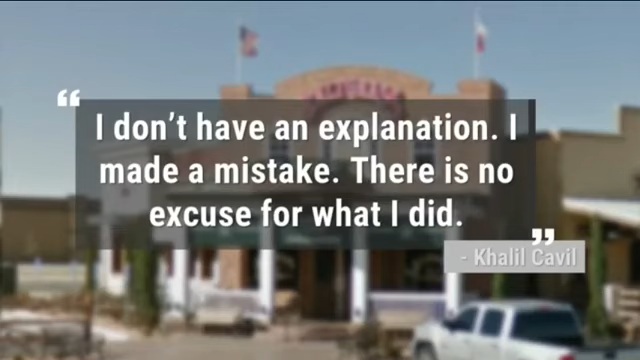 “
I don’t have an explanation. I
made a mistake. There is no
excuse for what I did.
”
- Khalil Cavil